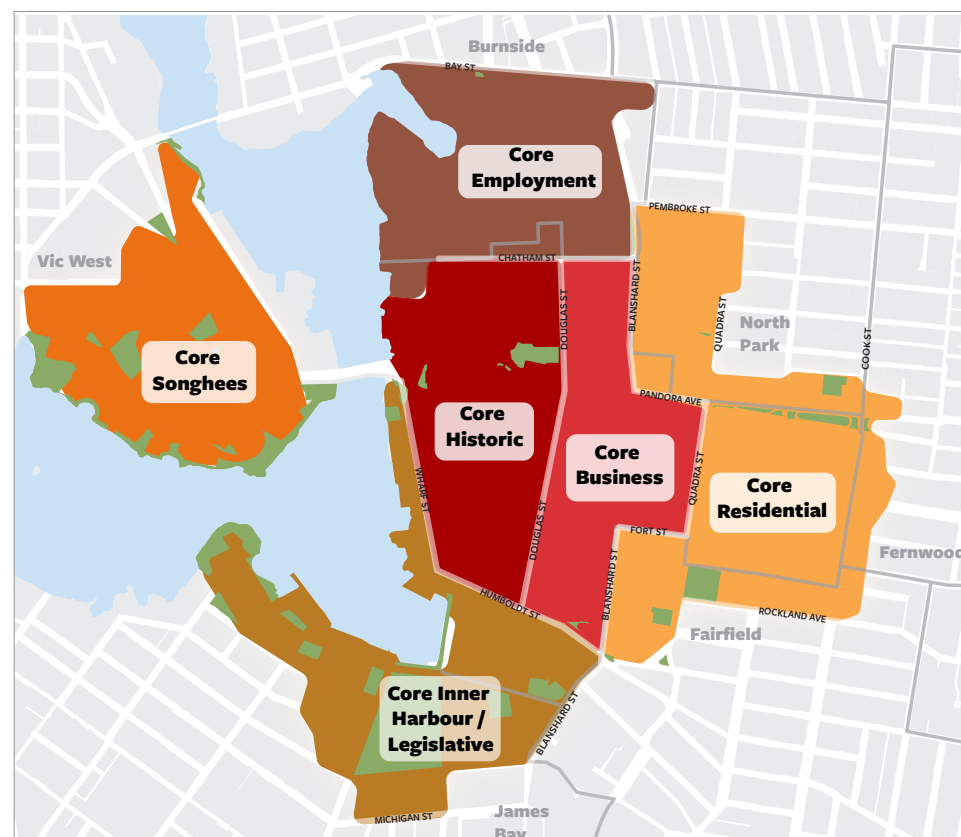 Burnside
BAY ST
Core
Employment
PEMBROKE ST
Vic West
CHATHAM ST
DOUGLAS ST
BLANSHARD ST
QUADRA ST
North
Park
COOK ST
Core
Songhees
PANDORA AVE
Core
Historic
Core
Business
WHARF ST
QUADRA ST
Core
Residential
DOUGLAS ST
FORT ST
Fernwood
BLANSHARD ST
HUMBOLDT ST
ROCKLAND AVE
Fairfield
Core Inner
Harbour /
Legislative
BLANSHARD ST
MICHIGAN ST
James
Bay